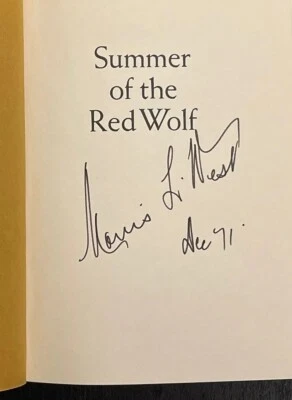 Summer
of the
Red Wolf
Morris L. West
Dec 71.